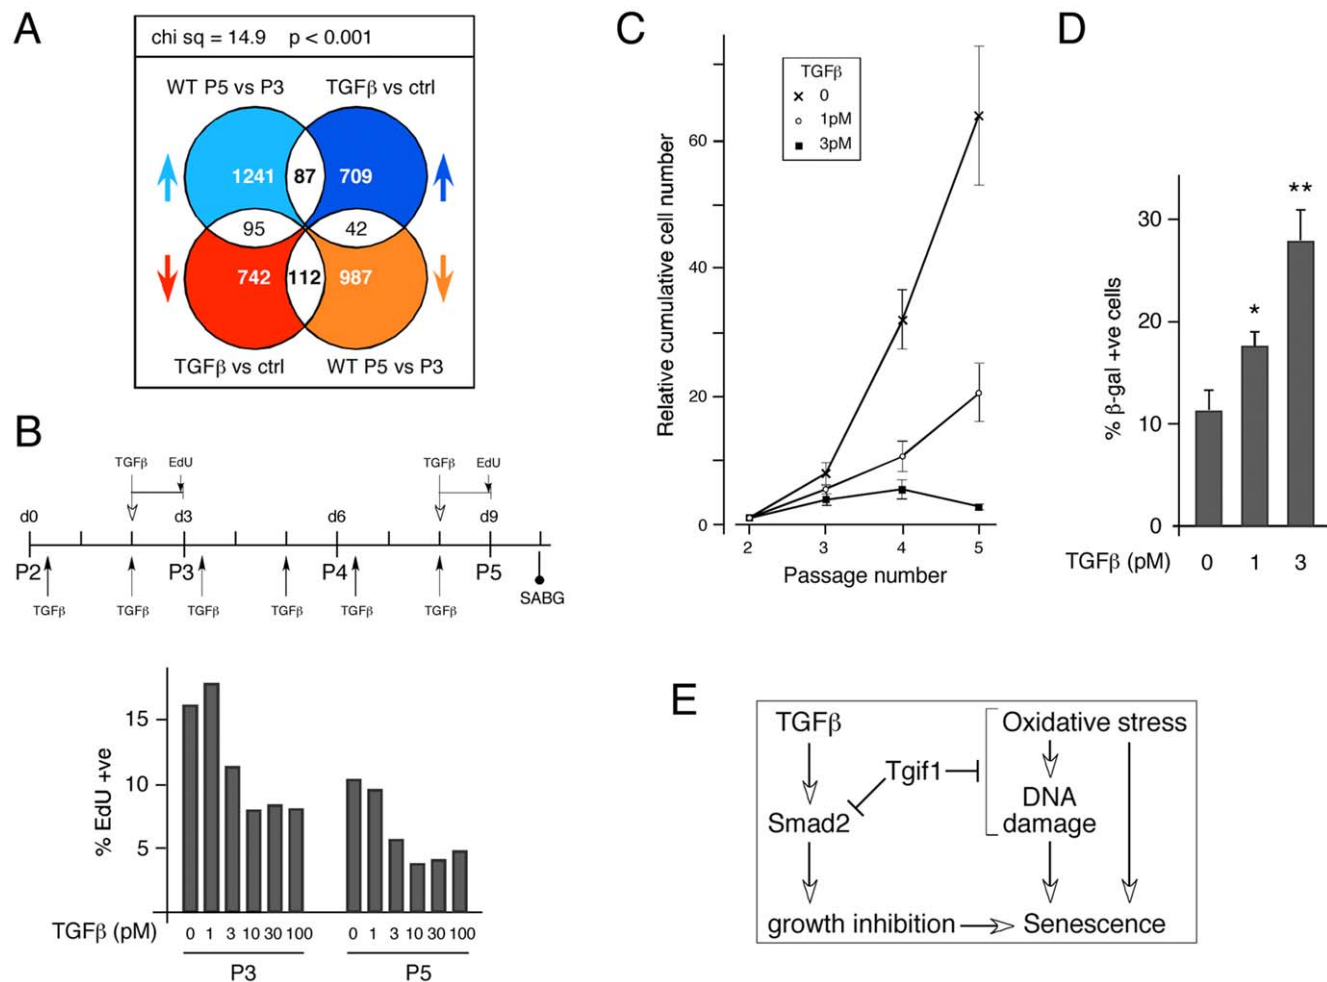 A
chi sq = 14.9 p < 0.001
WT P5 vs P3 TGFβ vs ctrl
1241 87 709
95 42
742 112 987
TGFβ vs ctrl WT P5 vs P3
B
TGFβ EdU TGFβ EdU
d0 d3 d6 d9
P2 P3 P4 P5
TGFβ TGFβ TGFβ TGFβ TGFβ TGFβ
SABG
% EdU +ve
15
10
5
TGFβ (pM) 0 1 3 10 30 100 0 1 3 10 30 100
P3 P5
C
Relative cumulative cell number
60
40
20
0
TGFβ
0
1pM
3pM
2 3 4 5
Passage number
D
% β-gal +ve cells
30
20
10
0
* **
TGFβ (pM) 0 1 3
E
TGFβ Oxidative stress
Tgif1
Smad2 DNA
damage
growth inhibition Senescence